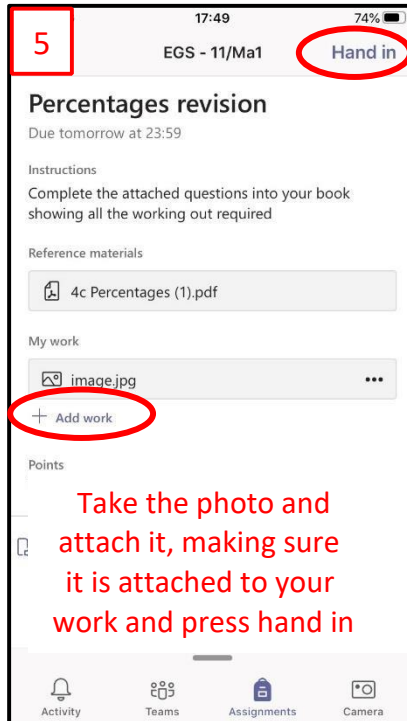 17:49
74%
5
EGS - 11/Ma1
Hand in
Percentages revision
Due tomorrow at 23:59
Instructions
Complete the attached questions into your book
showing all the working out required
Reference materials
4c Percentages (1).pdf
My work
image.jpg
+ Add work
Points
Take the photo and
attach it, making sure
it is attached to your
work and press hand in
Activity
Teams
Assignments
Camera